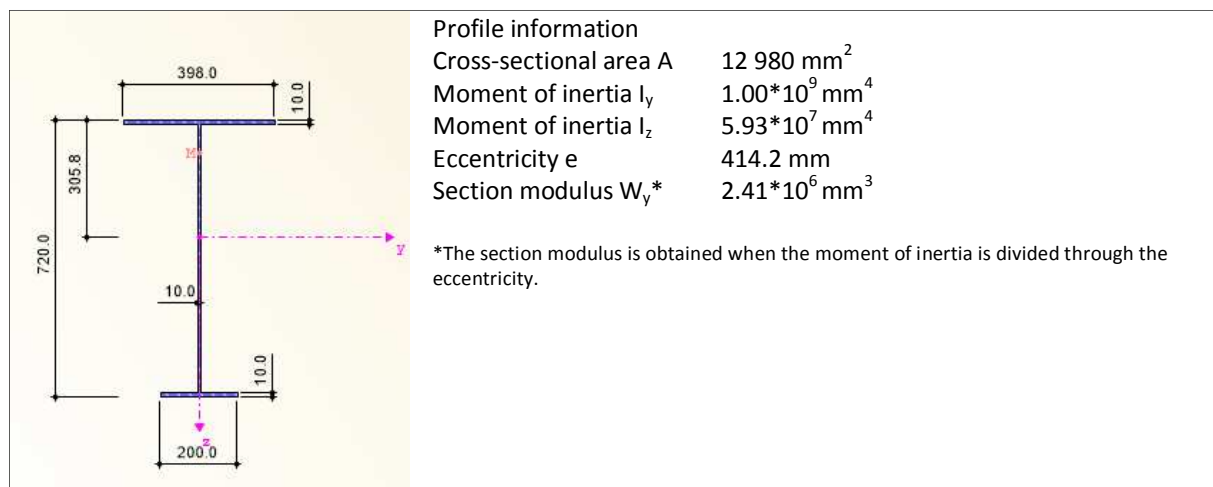 Profile information
Cross-sectional area A 12 980 mm²
Moment of inertia Iy 1.00*10⁹ mm⁴
Moment of inertia Iz 5.93*10⁷ mm⁴
Eccentricity e 414.2 mm
Section modulus Wy* 2.41*10⁶ mm³
*The section modulus is obtained when the moment of inertia is divided through the
eccentricity.
398.0
10.0
M
305.8
720.0
y
10.0
10.0
z
200.0